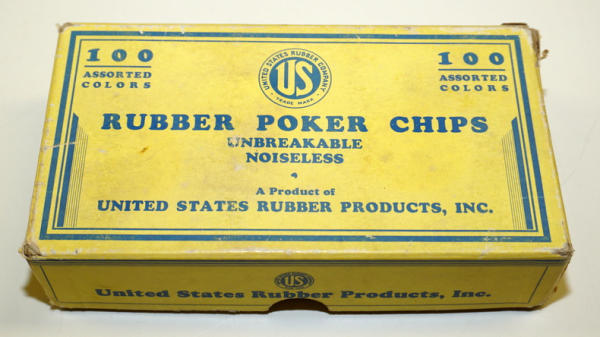 100
ASSORTED
COLORS
UNITED STATES RUBBER COMPANY
US
TRADE MARK
100
ASSORTED
COLORS
RUBBER POKER CHIPS
UNBREAKABLE
NOISELESS
A Product of
UNITED STATES RUBBER PRODUCTS, INC.
US
United States Rubber Products, Inc.